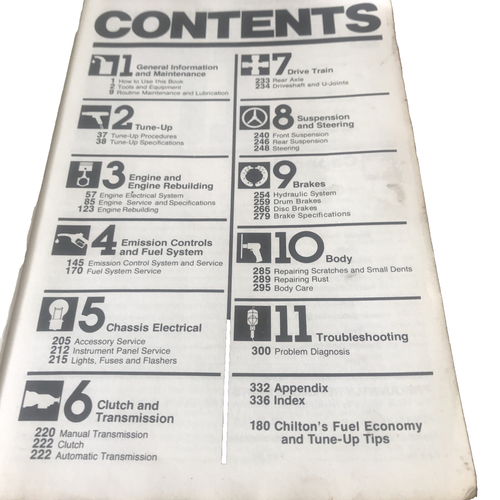 CONTENTS
1 General Information
and Maintenance
1 How to Use this Book
2 Tools and Equipment
9 Routine Maintenance and Lubrication
2 Tune-Up
37 Tune-Up Procedures
38 Tune-Up Specifications
3 Engine and
Engine Rebuilding
57 Engine Electrical System
85 Engine Service and Specifications
123 Engine Rebuilding
4 Emission Controls
and Fuel System
145 Emission Control System and Service
170 Fuel System Service
5 Chassis Electrical
205 Accessory Service
212 Instrument Panel Service
215 Lights, Fuses and Flashers
6 Clutch and
Transmission
220 Manual Transmission
222 Clutch
222 Automatic Transmission
7 Drive Train
233 Rear Axle
234 Driveshaft and U-Joints
8 Suspension
and Steering
240 Front Suspension
246 Rear Suspension
248 Steering
9 Brakes
254 Hydraulic System
259 Drum Brakes
266 Disc Brakes
279 Brake Specifications
10 Body
285 Repairing Scratches and Small Dents
289 Repairing Rust
295 Body Care
11 Troubleshooting
300 Problem Diagnosis
332 Appendix
336 Index
180 Chilton's Fuel Economy
and Tune-Up Tips